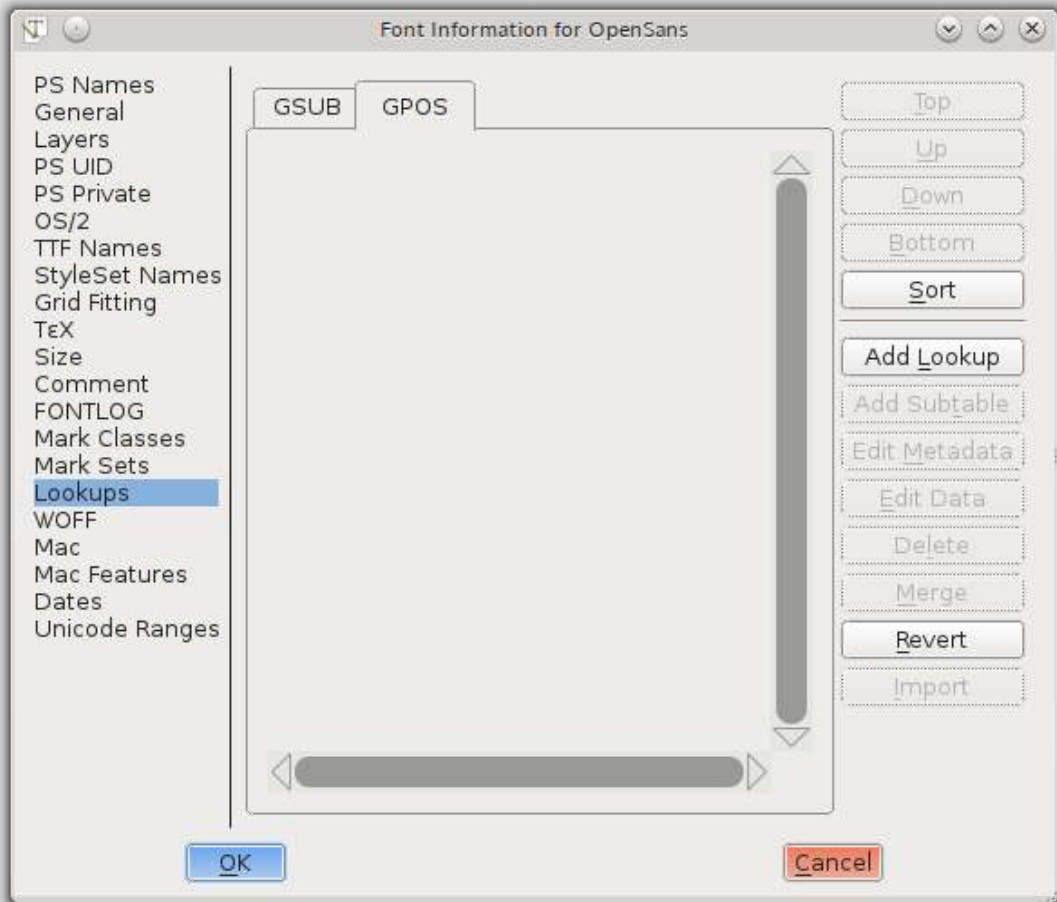 Font Information for OpenSans
PS Names
General
Layers
PS UID
PS Private
OS/2
TTF Names
StyleSet Names
Grid Fitting
TεX
Size
Comment
FONTLOG
Mark Classes
Mark Sets
Lookups
WOFF
Mac
Mac Features
Dates
Unicode Ranges
GSUB GPOS
Top
Up
Down
Bottom
Sort
Add Lookup
Add Subtable
Edit Metadata
Edit Data
Delete
Merge
Revert
Import
OK Cancel